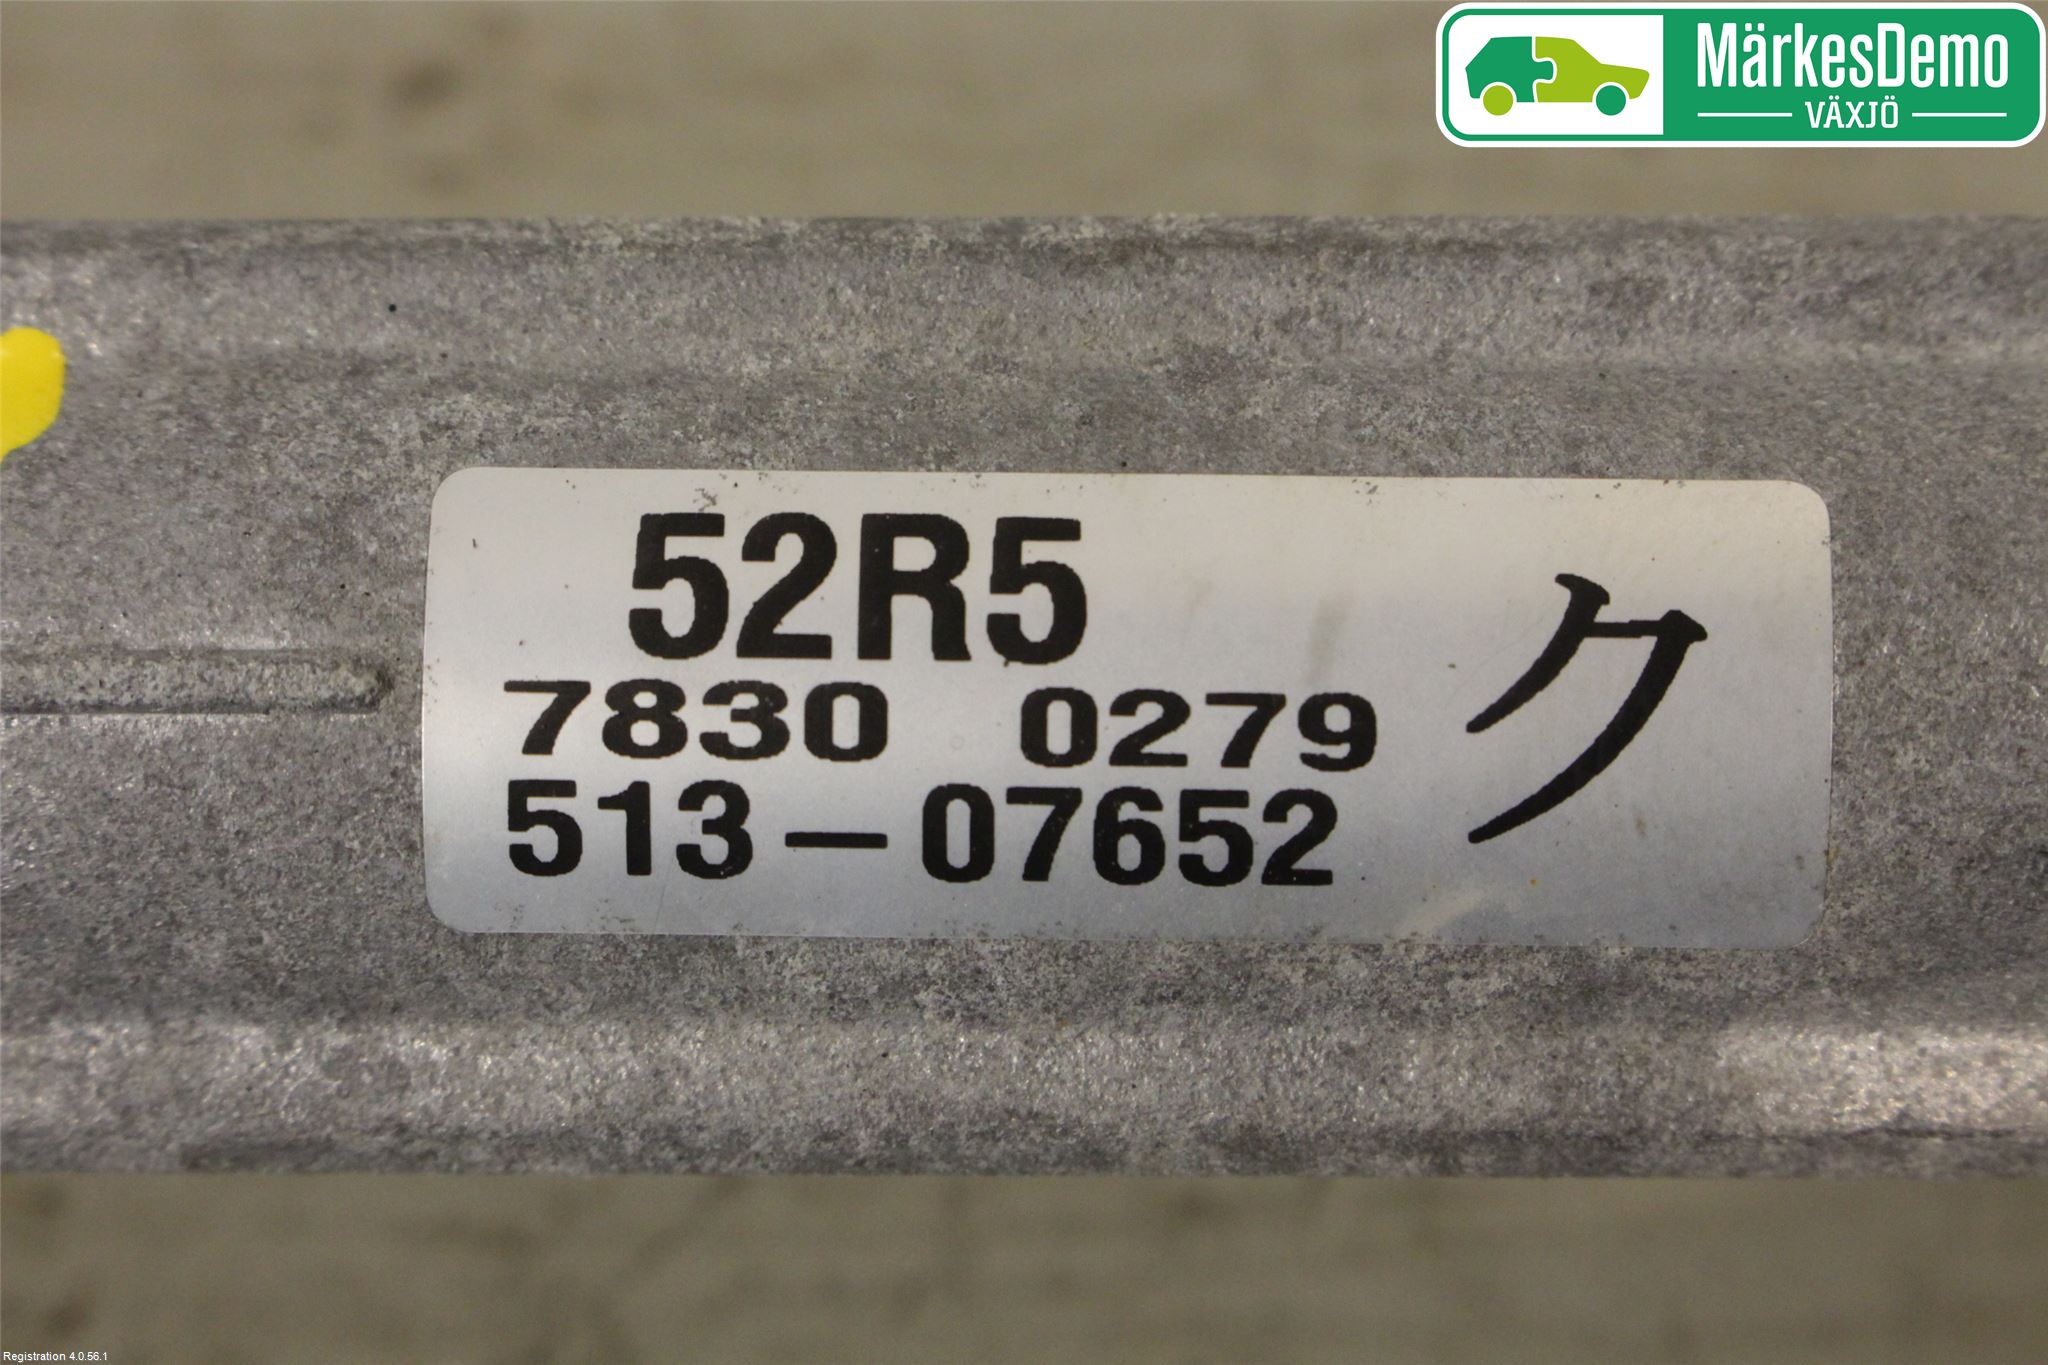 MärkesDemo
VÄXJÖ
52R5
7830 0279
513-07652
ク
Registration 4.0.56.1